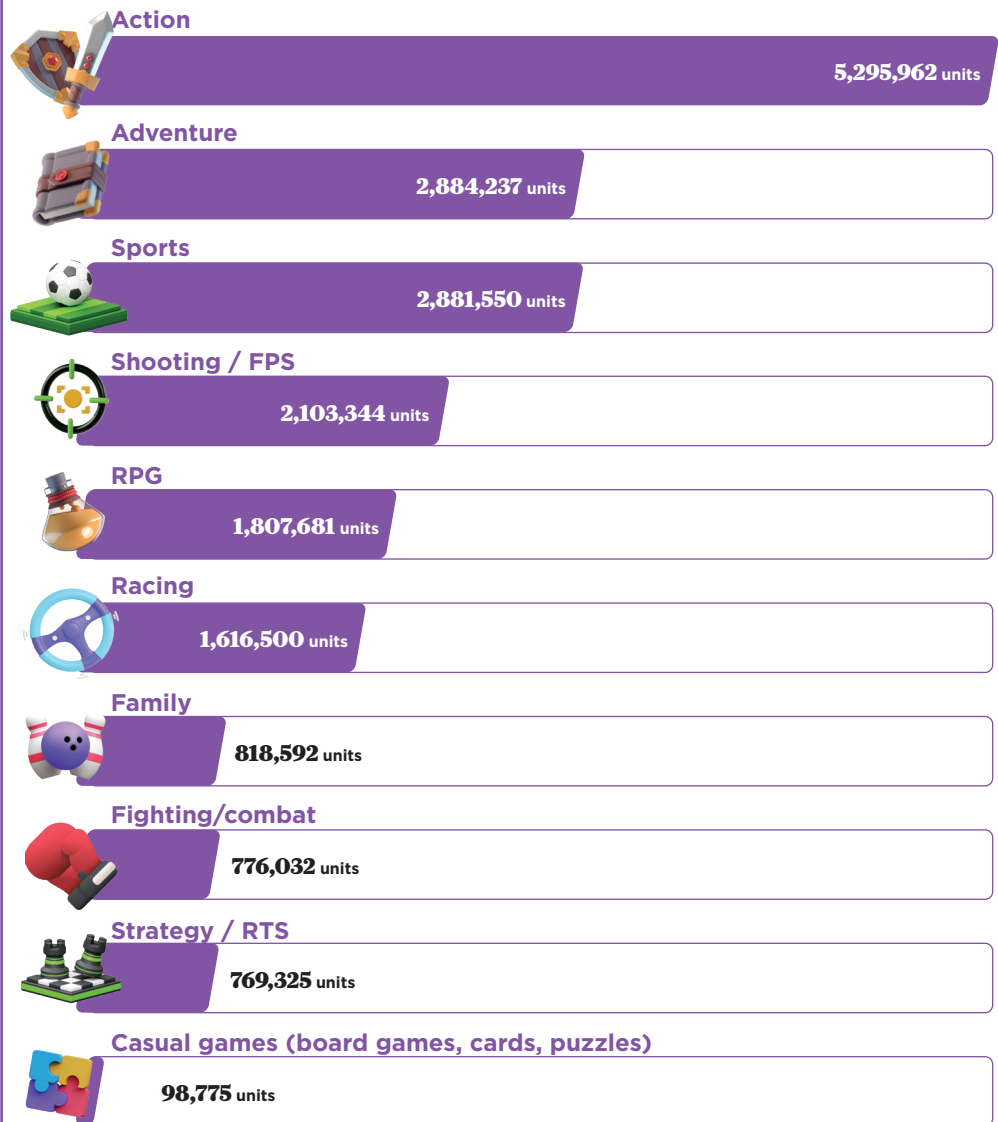 Action
5,295,962 units
Adventure
2,884,237 units
Sports
2,881,550 units
Shooting / FPS
2,103,344 units
RPG
1,807,681 units
Racing
1,616,500 units
Family
818,592 units
Fighting/combat
776,032 units
Strategy / RTS
769,325 units
Casual games (board games, cards, puzzles)
98,775 units